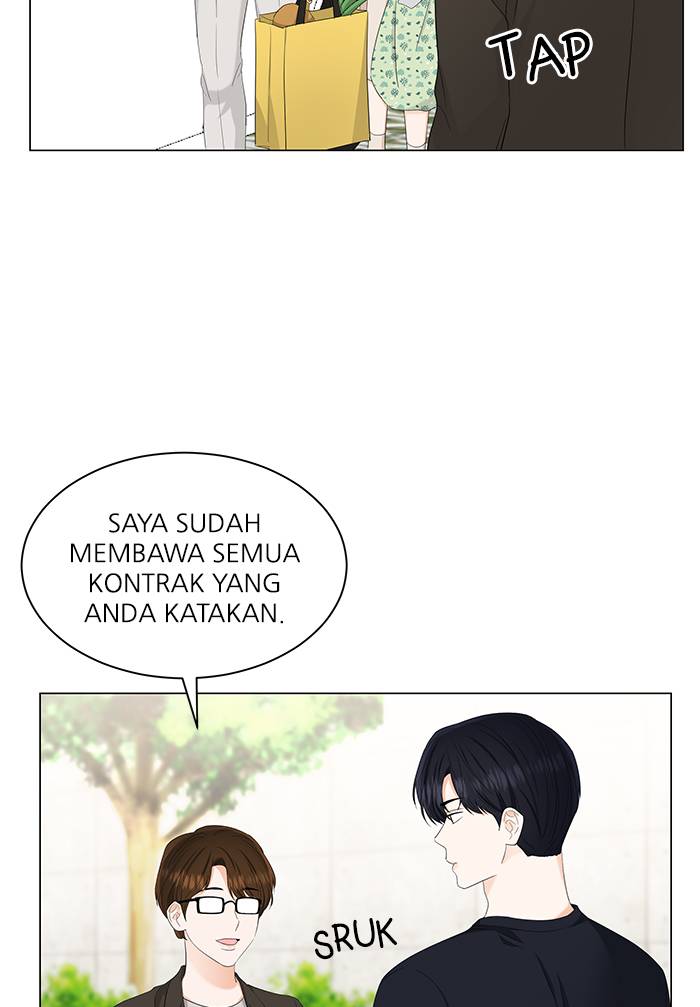 TAP
SAYA SUDAH
MEMBAWA SEMUA
KONTRAK YANG
ANDA KATAKAN.
SRUK